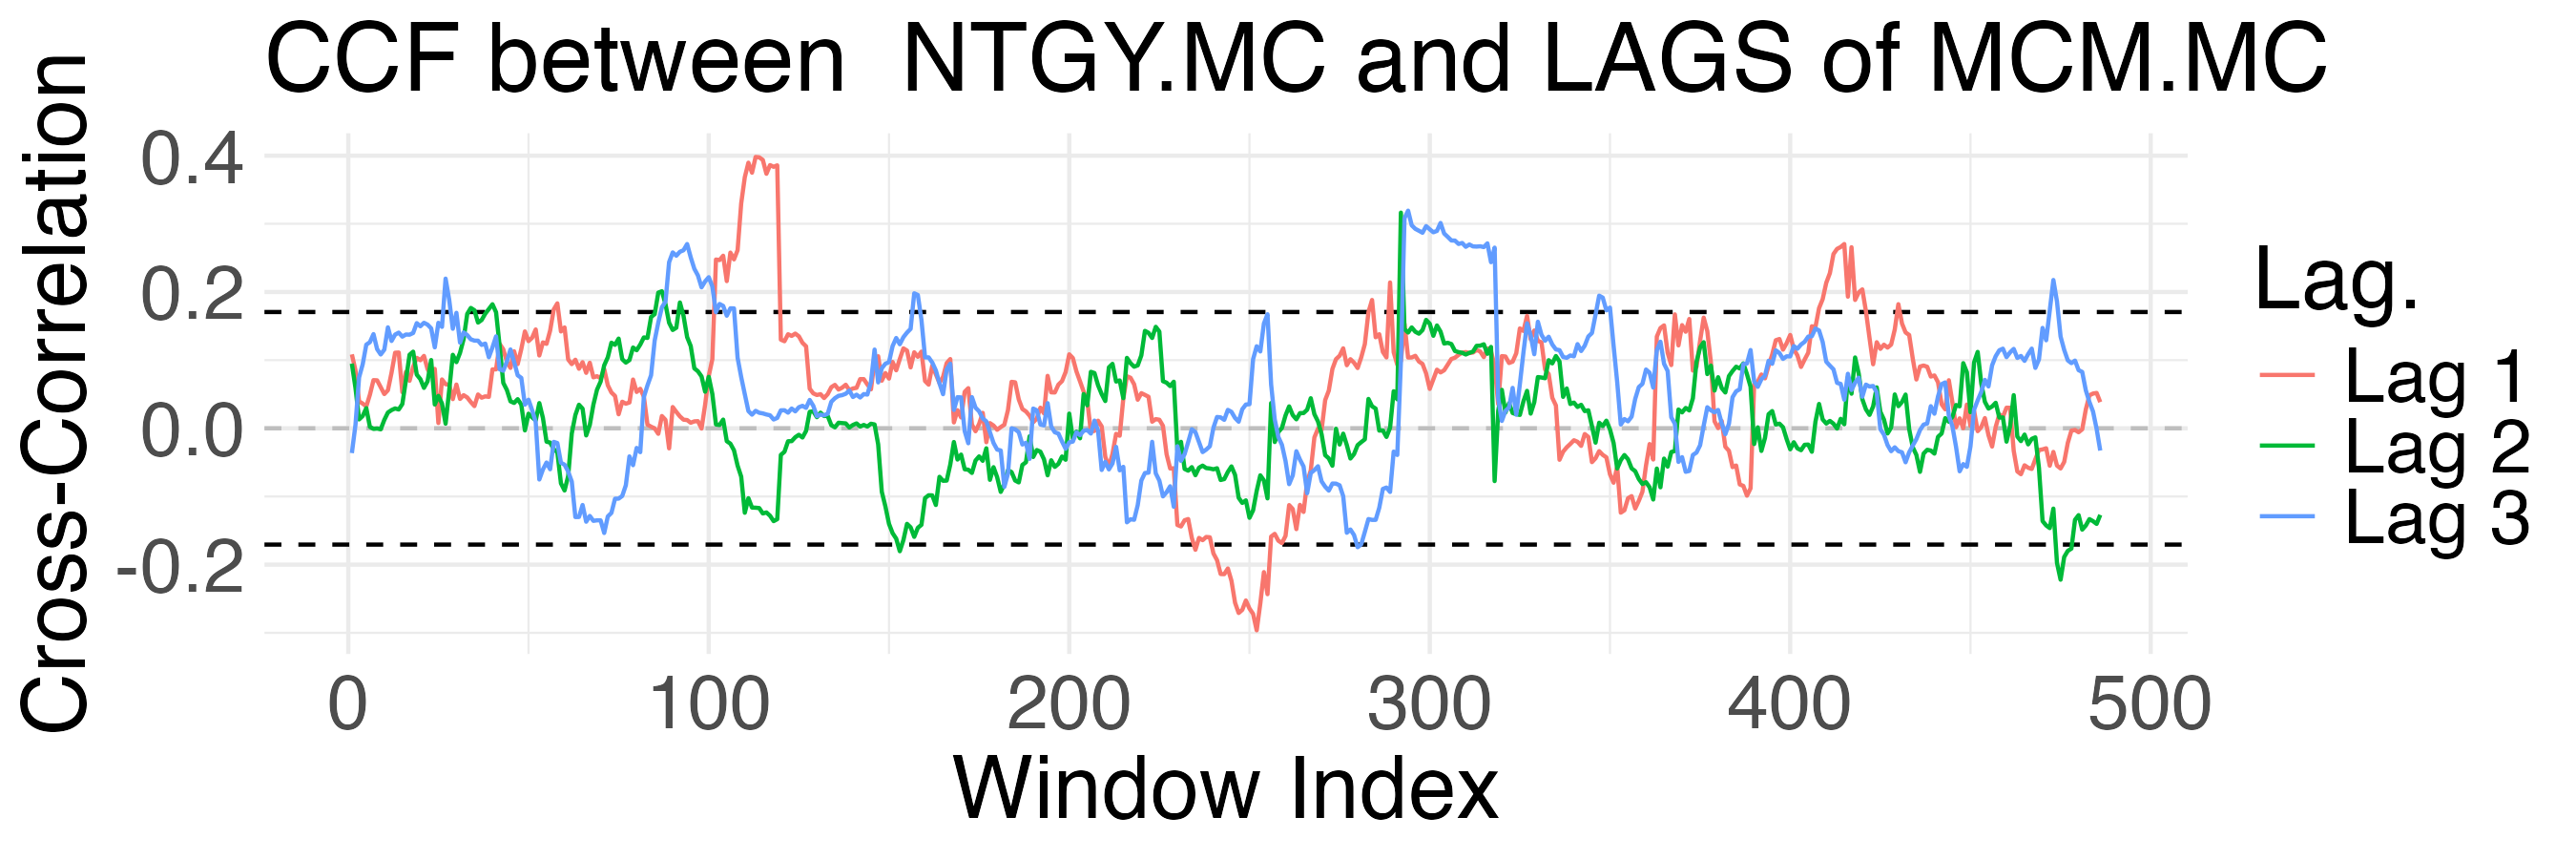 CCF between  NTGY.MC and LAGS of MCM.MC
Cross-Correlation
0.4
0.2
0.0
-0.2
0
100
200
300
400
500
Window Index
Lag.
Lag 1
Lag 2
Lag 3